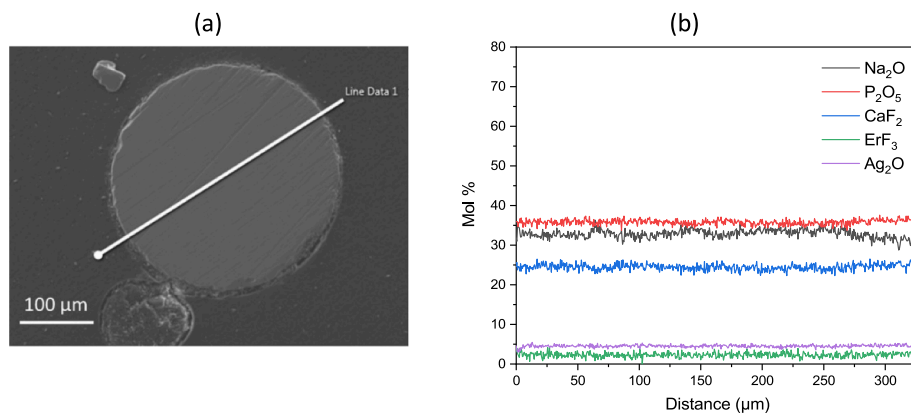 (a)
(b)
Line Data 1
100 µm
Mol %
80
70
60
50
40
30
20
10
0
Na₂O
P₂O₅
CaF₂
ErF₃
Ag₂O
0 50 100 150 200 250 300
Distance (µm)